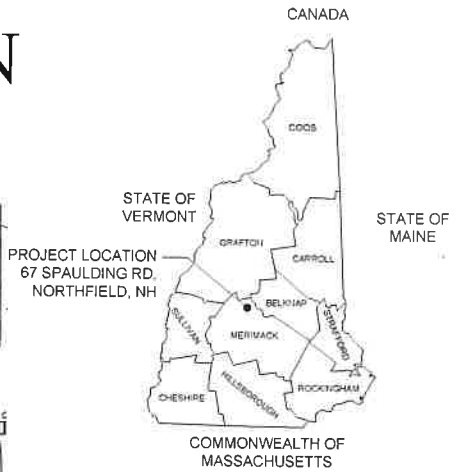 CANADA
N
COOS
STATE OF
VERMONT
STATE OF
MAINE
GRAFTON
CARROLL
PROJECT LOCATION
67 SPAULDING RD,
NORTHFIELD, NH
BELKNAP
STRAFFORD
SULLIVAN
MERIMACK
CHESHIRE
HILLSBOROUGH
ROCKINGHAM
COMMONWEALTH OF
MASSACHUSETTS